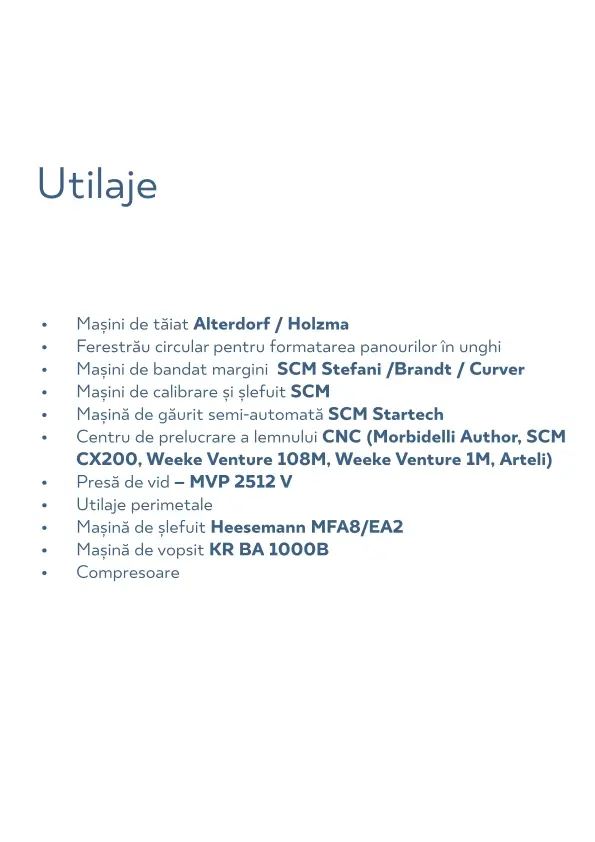 Utilaje
• Mașini de tăiat Alterdorf / Holzma
• Ferestrău circular pentru formatarea panourilor în unghi
• Mașini de bandat margini SCM Stefani /Brandt / Curver
• Mașini de calibrare și șlefuit SCM
• Mașină de găurit semi-automată SCM Startech
• Centru de prelucrare a lemnului CNC (Morbidelli Author, SCM
CX200, Weeke Venture 108M, Weeke Venture 1M, Arteli)
• Presă de vid – MVP 2512 V
• Utilaje perimetale
• Mașină de șlefuit Heesemann MFA8/EA2
• Mașină de vopsit KR BA 1000B
• Compresoare